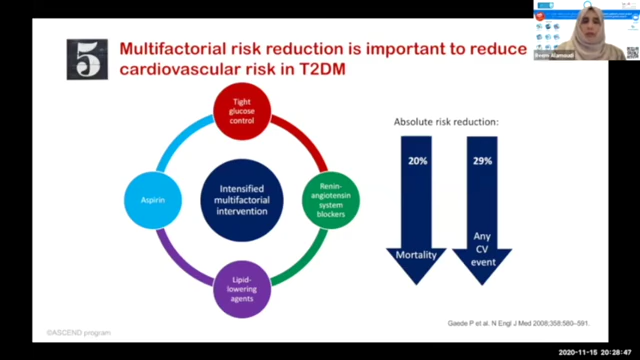 5
Multifactorial risk reduction is important to reduce
cardiovascular risk in T2DM
Tight
glucose
control
Aspirin
Intensified
multifactorial
intervention
Renin-
angiotensin
system
blockers
Lipid-
lowering
agents
Absolute risk reduction:
20%
29%
Mortality
Any
CV
event
Gaede P et al. N Engl J Med 2008;358:580–591.
©ASCEND program
2020-11-15 20:28:47